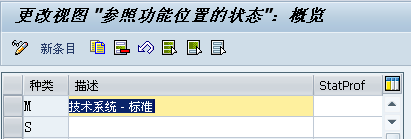 更改视图 "参照功能位置的状态"： 概览
新条目
种类 描述 StatProf
M 技术系统 - 标准
S